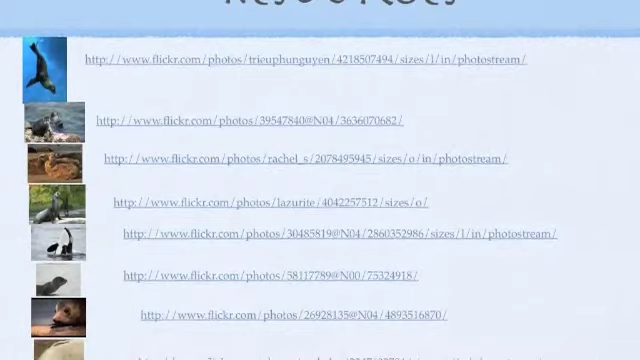 Resources
http://www.flickr.com/photos/trieuphunguyen/4218507494/sizes/l/in/photostream/
http://www.flickr.com/photos/39547840@N04/3636070682/
http://www.flickr.com/photos/rachel_s/2078495945/sizes/o/in/photostream/
http://www.flickr.com/photos/lazurite/4042257512/sizes/o/
http://www.flickr.com/photos/30485819@N04/2860352986/sizes/l/in/photostream/
http://www.flickr.com/photos/58117789@N00/75324918/
http://www.flickr.com/photos/26928135@N04/4893516870/